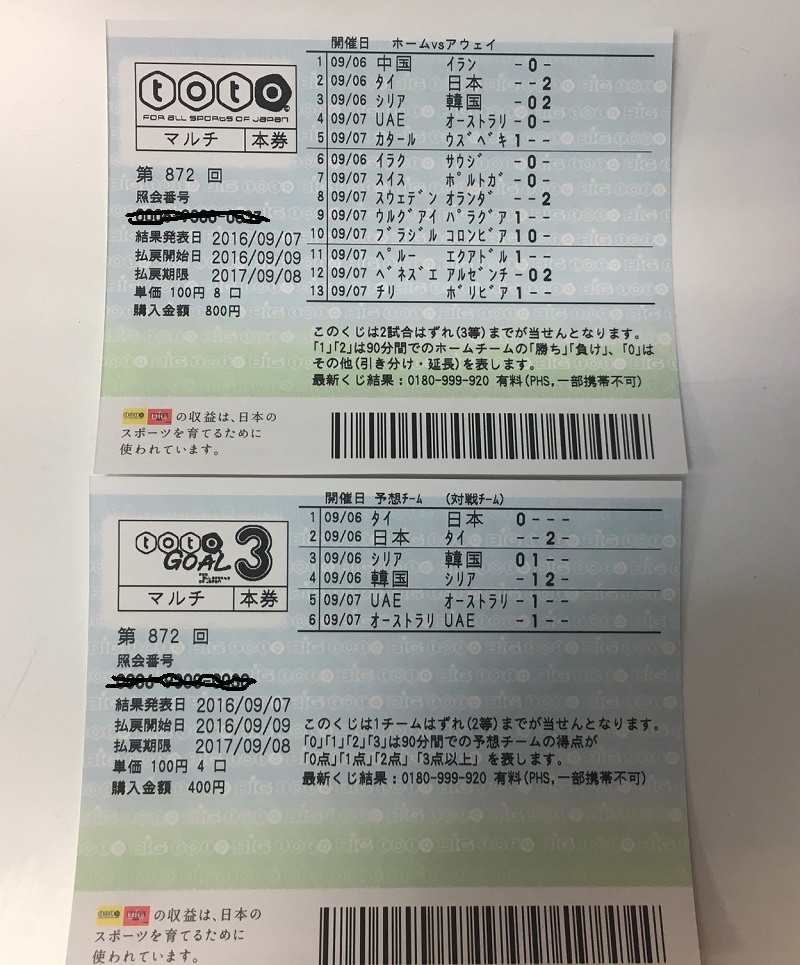 開催日 ホームvsアウェイ
1 09/06 中国 イラン -0-
2 09/06 タイ 日本 --2
3 09/06 シリア 韓国 -02
4 09/06 UAE オーストラリ -0-
5 09/06 カタール ウズベキ 1--
6 09/06 イラク サウジ -0-
7 09/06 スイス ポルトガ -0-
8 09/06 スウェデン オランダ --2
9 09/06 ウルグアイ パラグア 1--
10 09/06 ブラジル コロンビア 10-
11 09/07 ペルー エクアドル 1--
12 09/07 ベネズエ アルゼンチ -02
13 09/07 チリ ボリビア 1--
toto
FOR ALL SPORTS OF JAPAN
マルチ 本券
第 872 回
照会番号
結果発表日 2016/09/07
払戻開始日 2016/09/09
払戻期限 2017/09/08
単価 100円 8 口
購入金額 800円
このくじは2試合はずれ(3等)までが当せんとなります。
「1」「2」は90分間でのホームチームの「勝ち」「負け」、「0」は
その他(引き分け・延長)を表します。
最新くじ結果:0180-999-920 有料(PHS,一部携帯不可)
toto BIG の収益は、日本の
スポーツを育てるために
使われています。
開催日 予想チーム (対戦チーム)
1 09/06 タイ 日本 0---
2 09/06 日本 タイ --2-
3 09/06 シリア 韓国 01--
4 09/06 韓国 シリア -12-
5 09/07 UAE オーストラリ -1--
6 09/07 オーストラリ UAE -1--
toto
GOAL 3
FOR ALL SPORTS OF JAPAN
マルチ 本券
第 872 回
照会番号
結果発表日 2016/09/07
払戻開始日 2016/09/09
払戻期限 2017/09/08
単価 100円 4 口
購入金額 400円
このくじは1チームはずれ(2等)までが当せんとなります。
「0」「1」「2」「3」は90分間での予想チームの得点が
「0点」「1点」「2点」「3点以上」を表します。
最新くじ結果:0180-999-920 有料(PHS,一部携帯不可)
toto BIG の収益は、日本の
スポーツを育てるために
使われています。